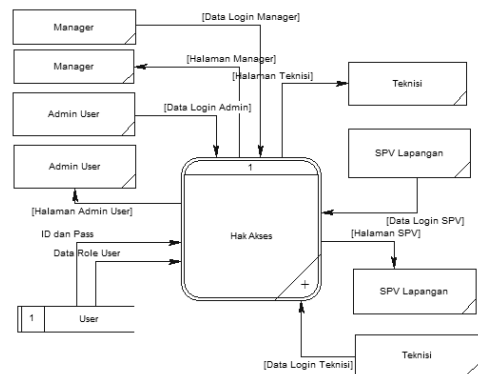 [Data Login Manager]
Manager
[Halaman Manager]
Manager
[Halaman Teknisi]
Teknisi
[Data Login Admin]
Admin User
SPV Lapangan
Admin User
1
[Halaman Admin User]
[Data Login SPV]
ID dan Pass
Hak Akses
[Halaman SPV]
Data Role User
+
SPV Lapangan
1 User
[Data Login Teknisi]
Teknisi